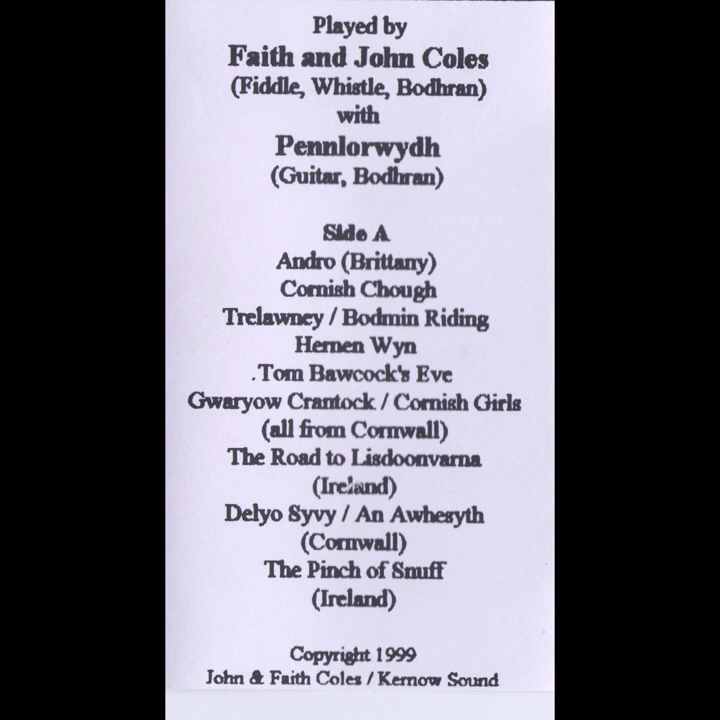 Played by
Faith and John Coles
(Fiddle, Whistle, Bodhran)
with
Pennlorwydh
(Guitar, Bodhran)
Side A
Andro (Brittany)
Cornish Chough
Trelawney / Bodmin Riding
Hernen Wyn
.Tom Bawcock's Eve
Gwaryow Crantock / Cornish Girls
(all from Cornwall)
The Road to Lisdoonvarna
(Ireland)
Delyo Syvy / An Awhesyth
(Cornwall)
The Pinch of Snuff
(Ireland)
Copyright 1999
John & Faith Coles / Kernow Sound